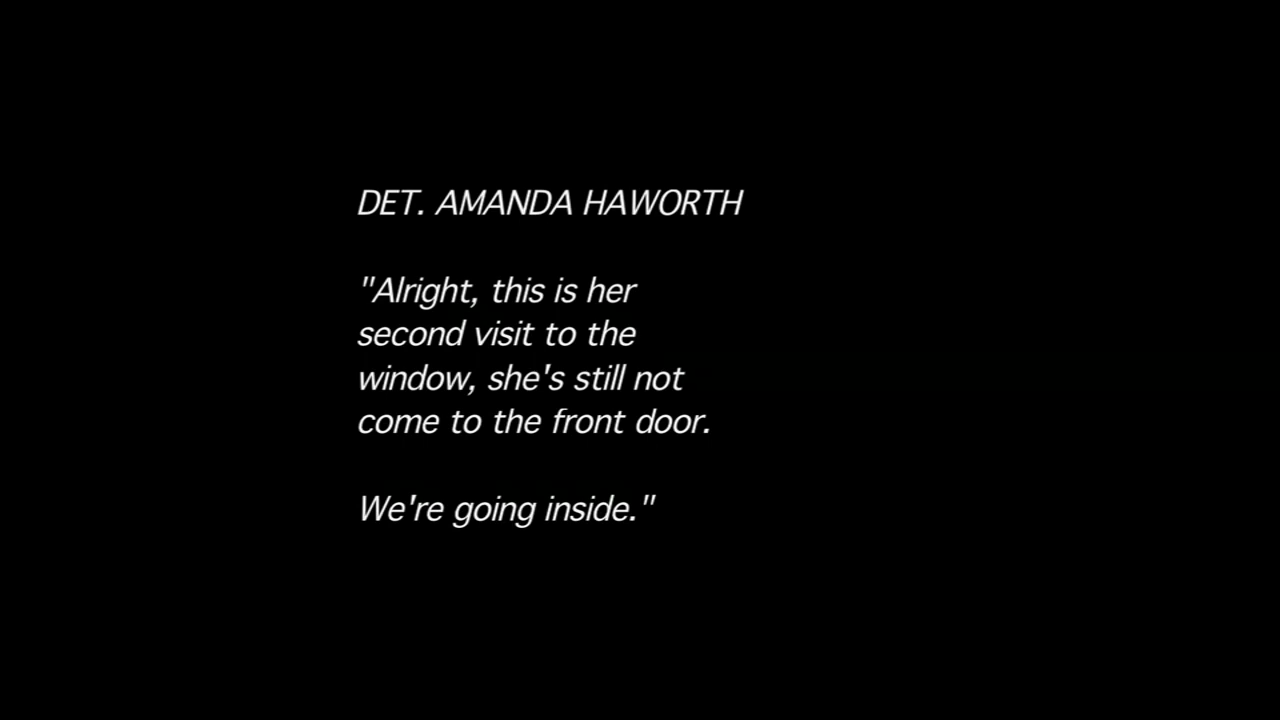 DET. AMANDA HAWORTH
"Alright, this is her
second visit to the
window, she's still not
come to the front door.
We're going inside."